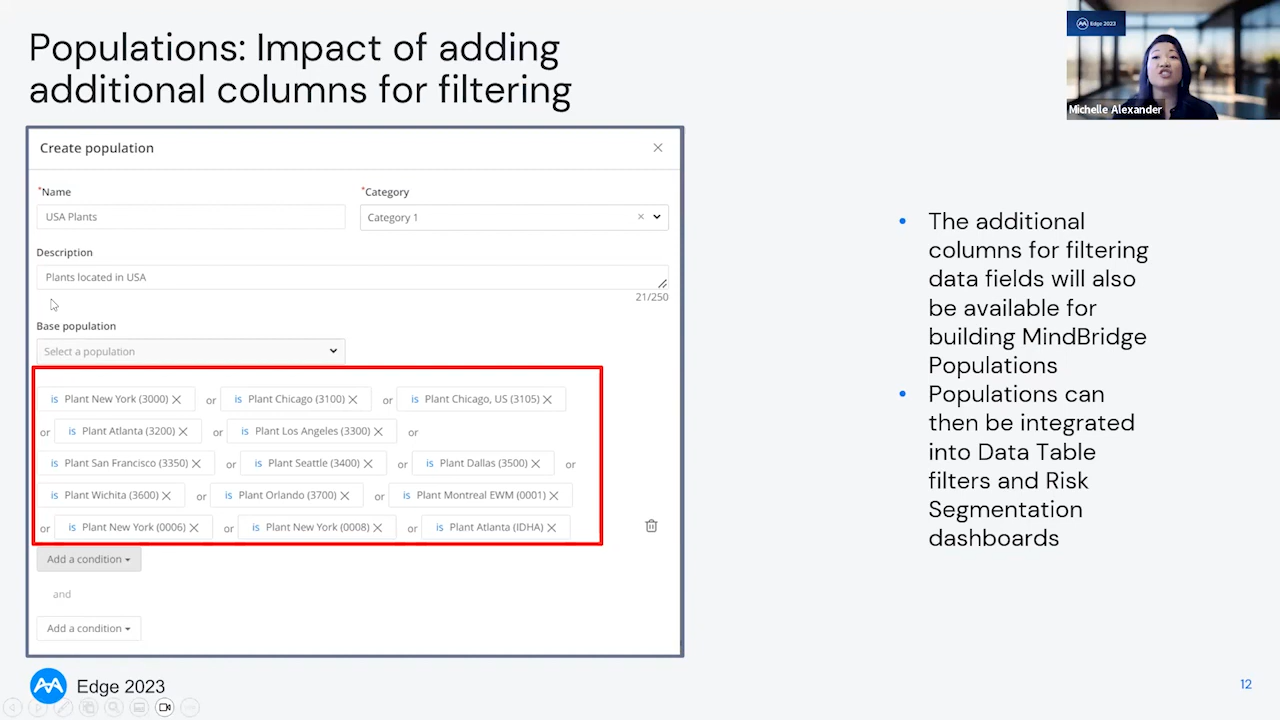 Populations: Impact of adding
additional columns for filtering
Edge 2023
Michelle Alexander
Create population
*Name
*Category
USA Plants
Category 1
Description
Plants located in USA
21/250
Base population
Select a population
is Plant New York (3000) or is Plant Chicago (3100) or is Plant Chicago, US (3105)
or is Plant Atlanta (3200) or is Plant Los Angeles (3300) or
is Plant San Francisco (3350) or is Plant Seattle (3400) or is Plant Dallas (3500) or
is Plant Wichita (3600) or is Plant Orlando (3700) or is Plant Montreal EWM (0001)
or is Plant New York (0006) or is Plant New York (0008) or is Plant Atlanta (IDHA)
Add a condition
and
Add a condition
• The additional
columns for filtering
data fields will also
be available for
building MindBridge
Populations
• Populations can
then be integrated
into Data Table
filters and Risk
Segmentation
dashboards
Edge 2023
12